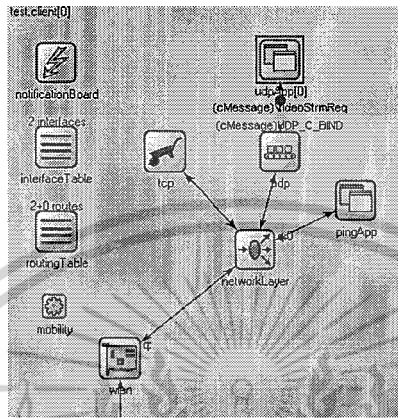 test.client[0]
notificationBoard
udpApp[0]
(cMessage)VideoStrmReq
(cMessage)UDP_C_BIND
2 interfaces
interfaceTable
tcp
udp
2+0 routes
routingTable
pingApp
networkLayer
mobility
wlan